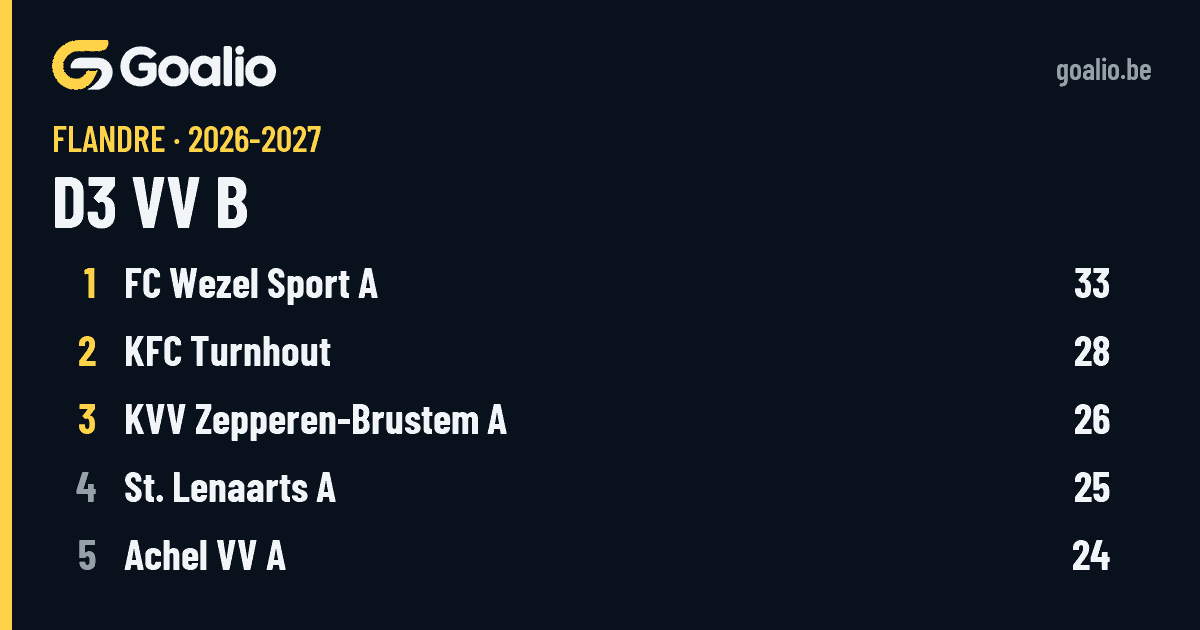 Goalio
goalio.be
FLANDRE · 2026-2027
D3 VV B
1 FC Wezel Sport A 33
2 KFC Turnhout 28
3 KVV Zepperen-Brustem A 26
4 St. Lenaarts A 25
5 Achel VV A 24